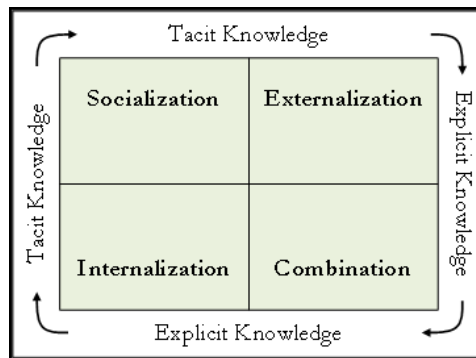 Tacit Knowledge
Socialization
Externalization
Tacit Knowledge
Explicit Knowledge
Internalization
Combination
Explicit Knowledge